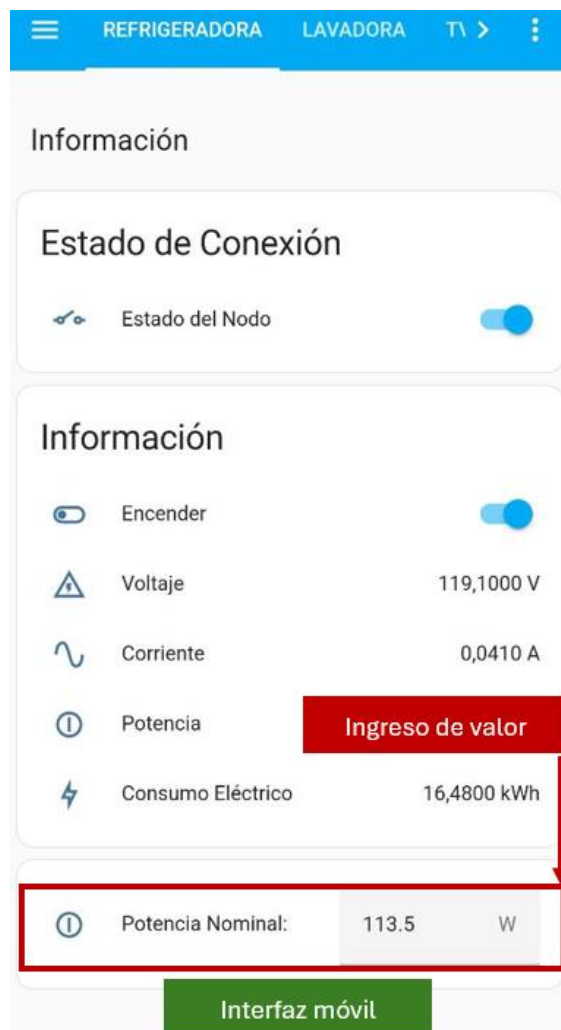 REFRIGERADORA LAVADORA
Información
Estado de Conexión
Estado del Nodo
Información
Encender
Voltaje 119,1000 V
Corriente 0,0410 A
Potencia Ingreso de valor
Consumo Eléctrico 16,4800 kWh
Potencia Nominal: 113.5 W
Interfaz móvil